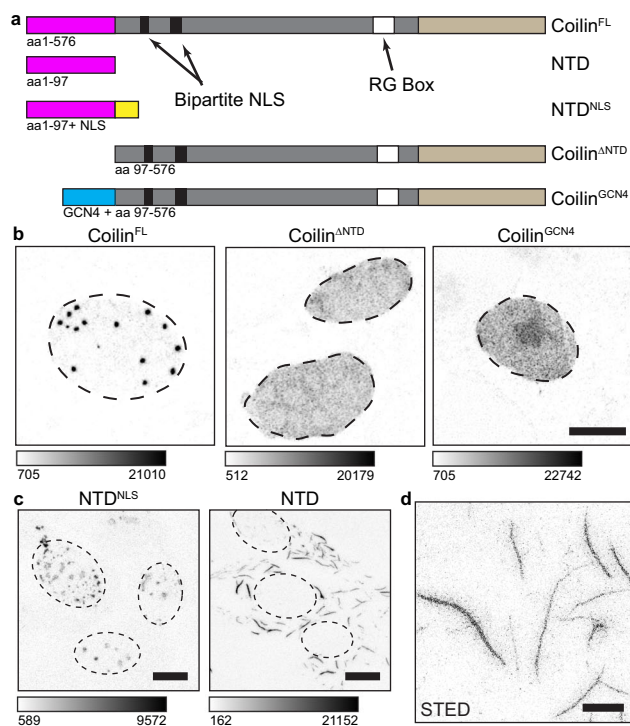 a
Coilin^FL
aa1-576
NTD
aa1-97
Bipartite NLS
RG Box
NTD^NLS
aa1-97+ NLS
Coilin^ΔNTD
aa 97-576
Coilin^GCN4
GCN4 + aa 97-576
b
Coilin^FL
Coilin^ΔNTD
Coilin^GCN4
705 21010
512 20179
705 22742
c
NTD^NLS
NTD
d
589 9572
162 21152
STED